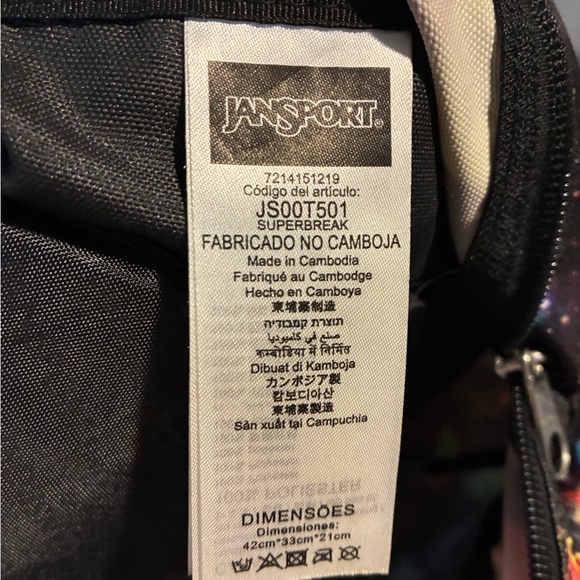 JANSPORT®
7214151219
Código del artículo:
JS00T501
SUPERBREAK
FABRICADO NO CAMBOJA
Made in Cambodia
Fabriqué au Cambodge
Hecho en Camboya
柬埔寨制造
תוצרת קמבודיה
صنع في كامبوديا
कम्बोडिया में निर्मित
Dibuat di Kamboja
カンボジア製
캄보디아산
柬埔寨製造
Sản xuất tại Campuchia
100% POLIESTER
DIMENSÕES
Dimensiones:
42cm*33cm*21cm